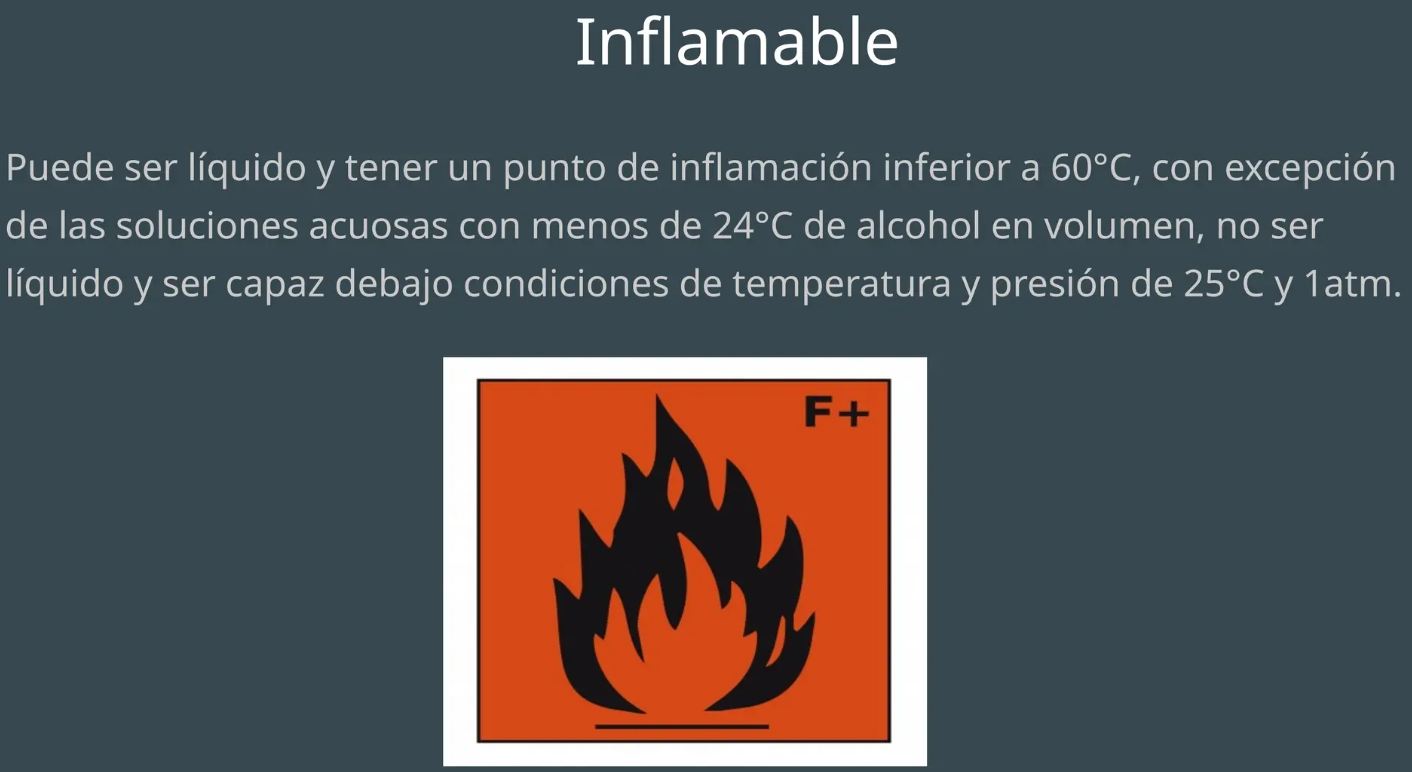 Inflamable
Puede ser líquido y tener un punto de inflamación inferior a 60°C, con excepción
de las soluciones acuosas con menos de 24°C de alcohol en volumen, no ser
líquido y ser capaz debajo condiciones de temperatura y presión de 25°C y 1atm.
F+